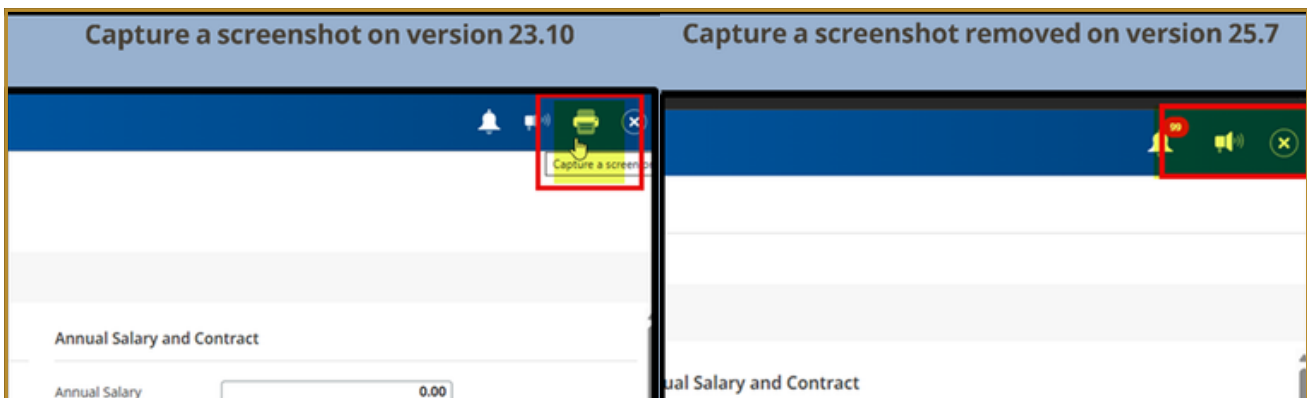 Capture a screenshot on version 23.10
Capture a screenshot removed on version 25.7
Capture a screen
99
Annual Salary and Contract
Annual Salary
0.00
ual Salary and Contract